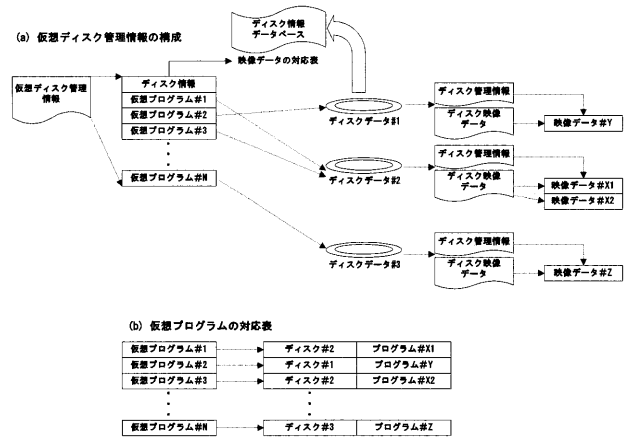 (a) 仮想ディスク管理情報の構成
ディスク情報
データベース
映像データの対応表
仮想ディスク管理
情報
ディスク情報
仮想プログラム#1
仮想プログラム#2
仮想プログラム#3
仮想プログラム#N
ディスクデータ#1
ディスク管理情報
ディスク映像
データ
映像データ#Y
ディスクデータ#2
ディスク管理情報
ディスク映像
データ
映像データ#X1
映像データ#X2
ディスクデータ#3
ディスク管理情報
ディスク映像
データ
映像データ#Z
(b) 仮想プログラムの対応表
仮想プログラム#1 ディスク#2 プログラム#X1
仮想プログラム#2 ディスク#1 プログラム#Y
仮想プログラム#3 ディスク#2 プログラム#X2
仮想プログラム#N ディスク#3 プログラム#Z